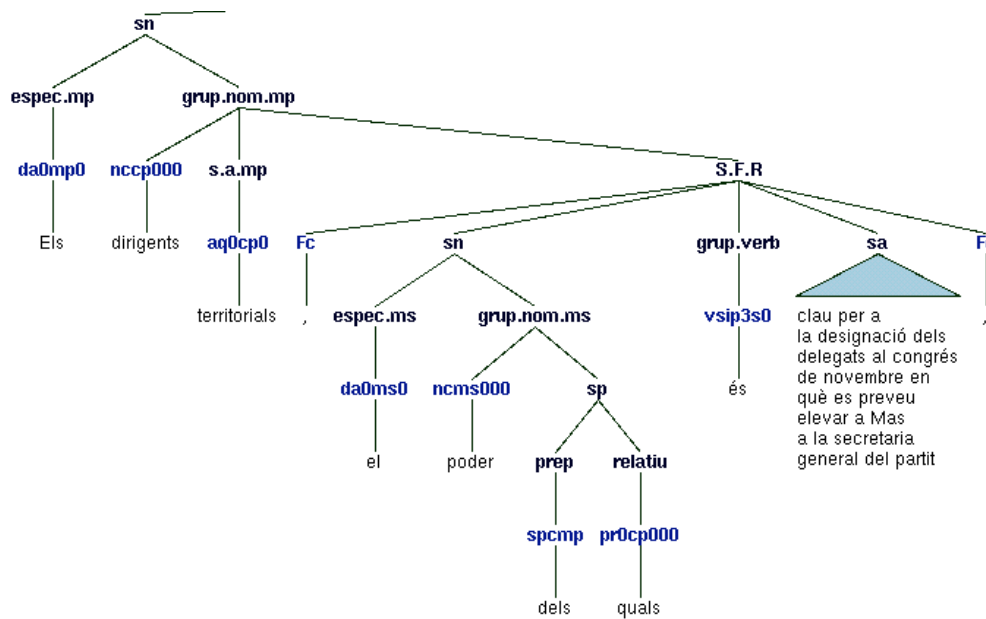 sn
espec.mp grup.nom.mp
da0mp0 nccp000 s.a.mp S.F.R
Els dirigents aq0cp0 Fc sn grup.verb sa F
territorials , espec.ms grup.nom.ms vsip3s0 clau per a ,
la designació dels
delegats al congrés
da0ms0 ncms000 sp és de novembre en
què es preveu
elevar a Mas
a la secretaria
el poder prep relatiu general del partit
spcmp pr0cp000
dels quals